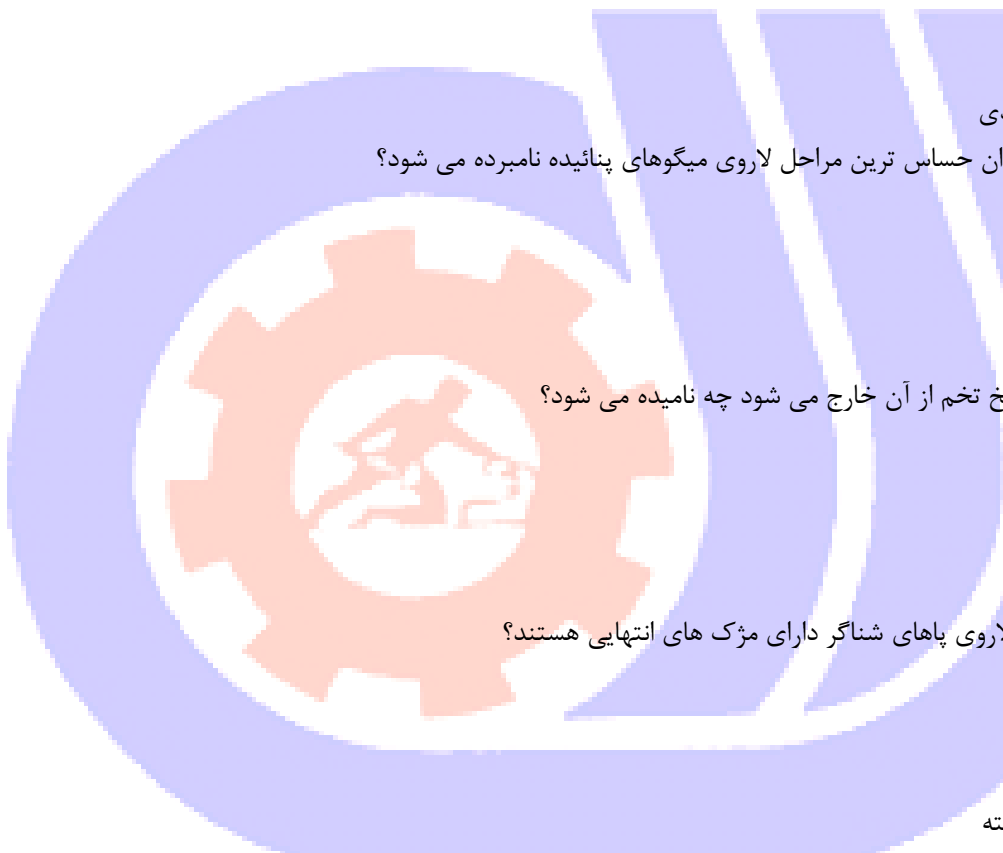 ان حساس ترین مراحل لاروی میگوهای پنائیده نامبرده می شود؟
تخم از آن خارج می شود چه نامیده می شود؟
لاروی پاهای شناگر دارای مژک های انتهایی هستند؟